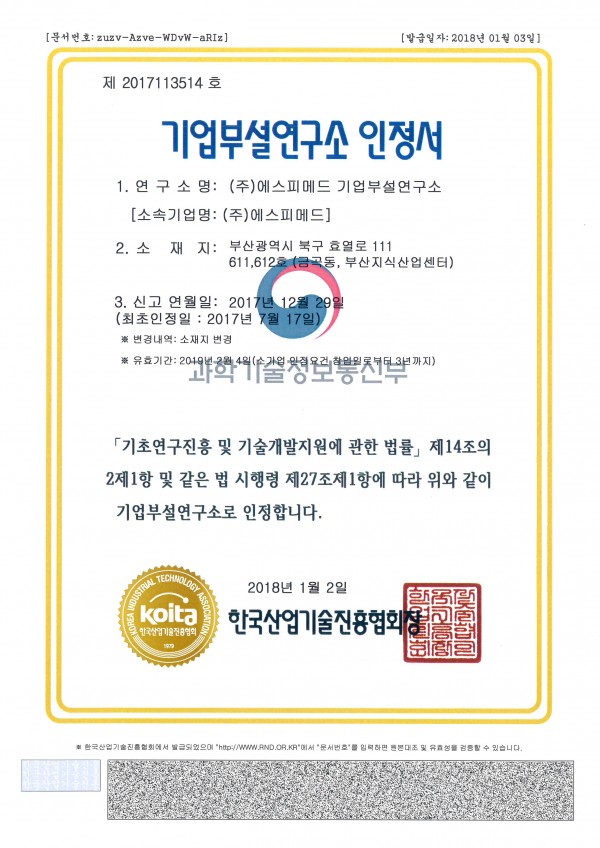 [문서번호: zuzv-Azve-WDvW-aRIz]
[발급일자: 2018년 01월 03일]
제 2017113514 호
기업부설연구소 인정서
1. 연 구 소 명: (주)에스피메드 기업부설연구소
[소속기업명: (주)에스피메드]
2. 소 재 지: 부산광역시 북구 효열로 111
611,612호 (금곡동, 부산지식산업센터)
3. 신고 연월일: 2017년 12월 29일
(최초인정일 : 2017년 7월 17일)
※ 변경내역: 소재지 변경
※ 유효기간: 2019년 2월 4일(소기업 인정요건 창업일로부터 3년까지)
과학기술정보통신부
「기초연구진흥 및 기술개발지원에 관한 법률」 제14조의
2제1항 및 같은 법 시행령 제27조제1항에 따라 위와 같이
기업부설연구소로 인정합니다.
2018년 1월 2일
KOREA INDUSTRIAL TECHNOLOGY ASSOCIATION
koita
한국산업기술진흥협회
1979
한국산업기술진흥협회장
※ 한국산업기술진흥협회에서 발급되었으며 "http://WWW.RND.OR.KR"에서 "문서번호"를 입력하면 원본대조 및 유효성을 검증할 수 있습니다.